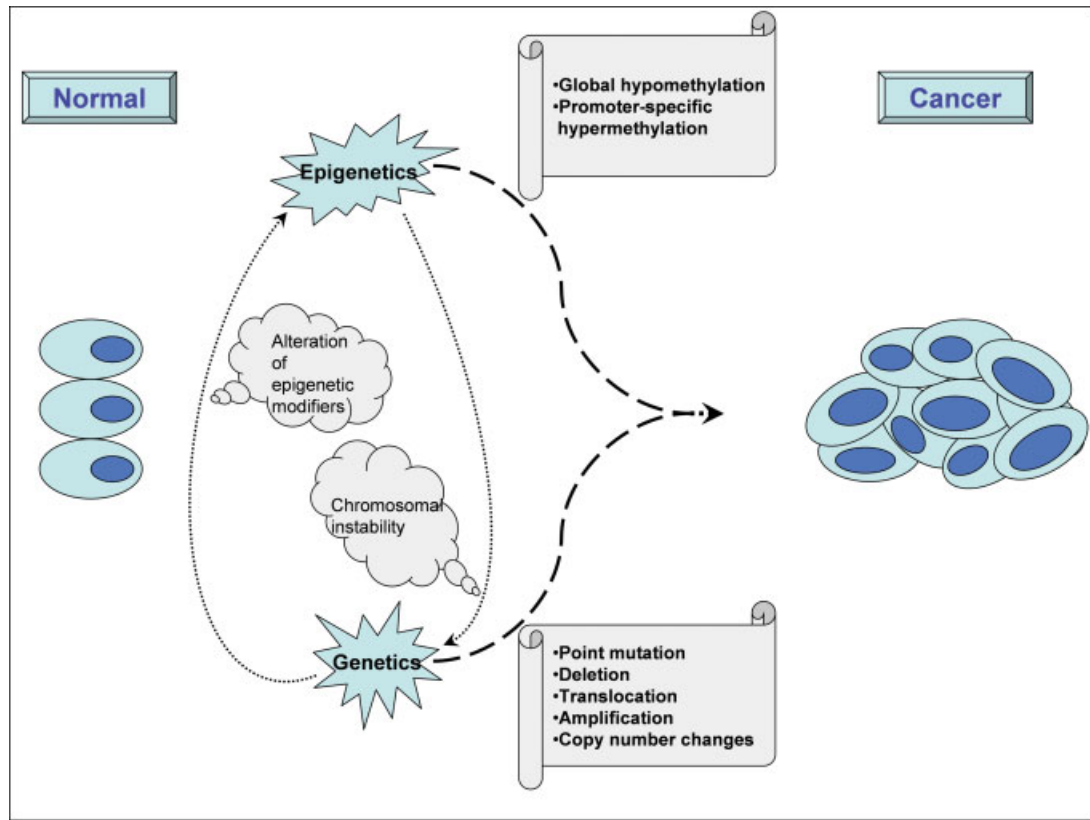 Normal
Cancer
•Global hypomethylation
•Promoter-specific
hypermethylation
Epigenetics
Alteration
of
epigenetic
modifiers
Chromosomal
instability
Genetics
•Point mutation
•Deletion
•Translocation
•Amplification
•Copy number changes